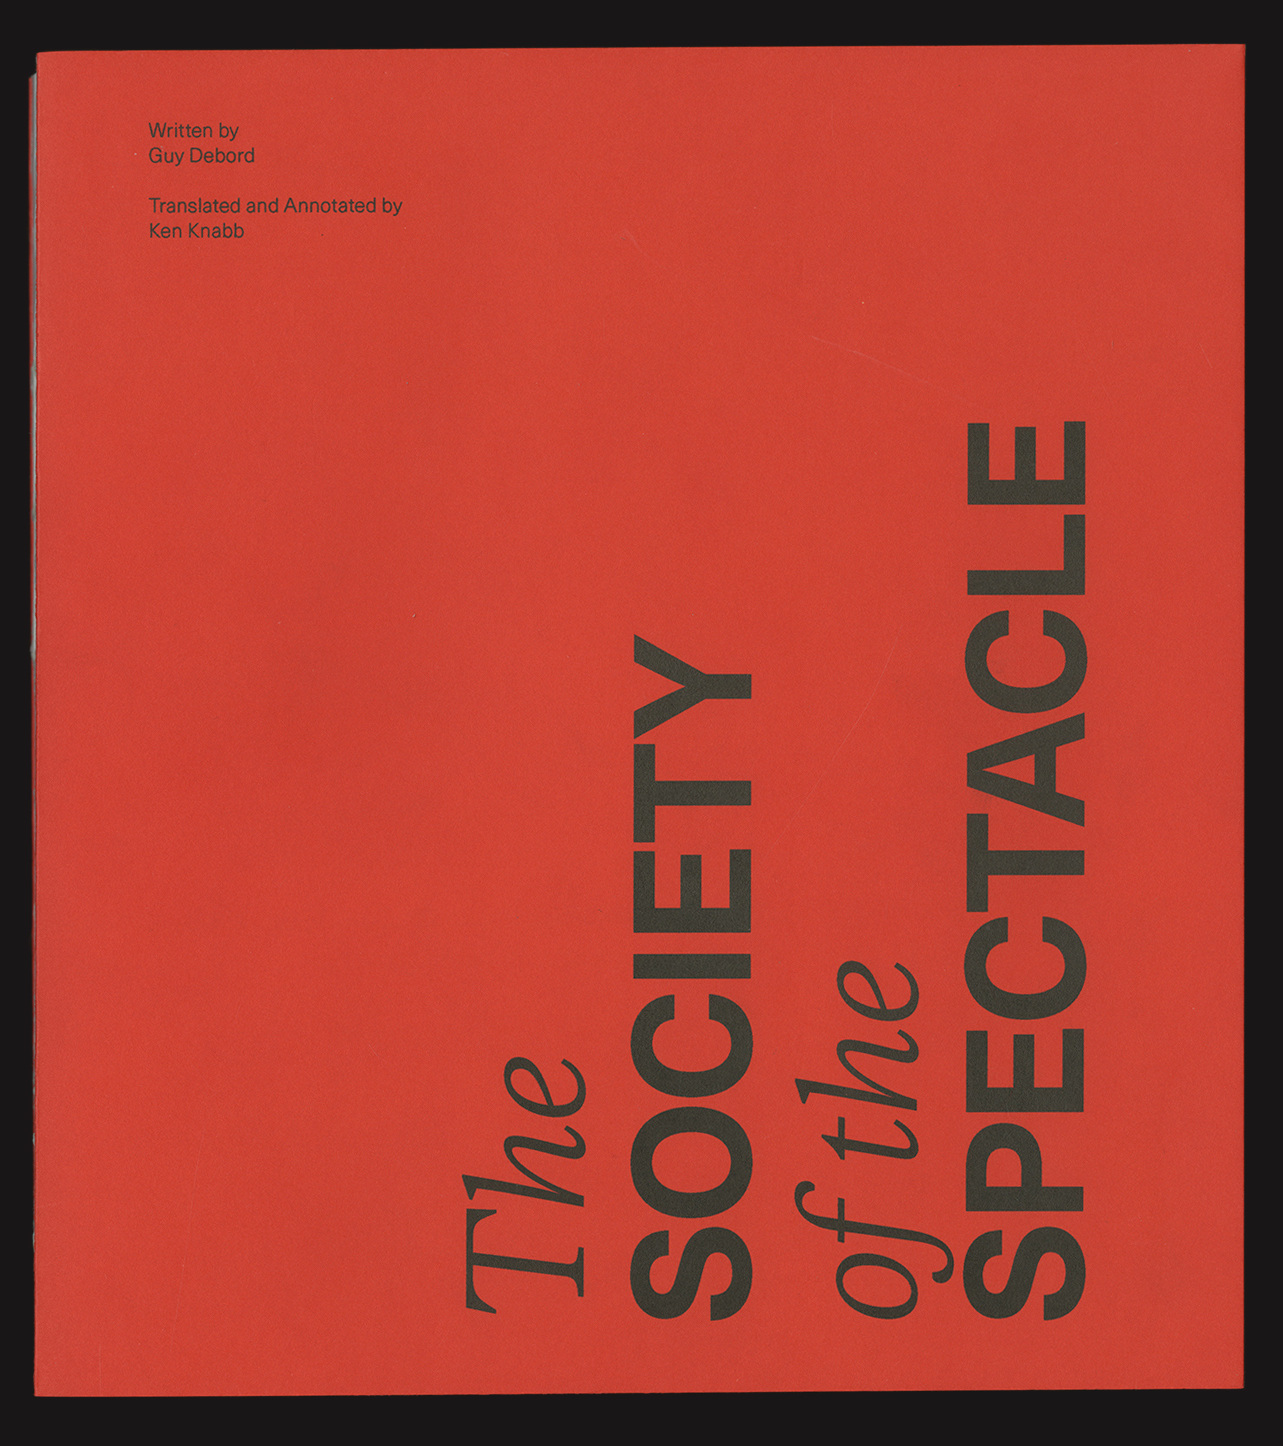 Written by
Guy Debord
Translated and Annotated by
Ken Knabb
The
SOCIETY
of the
SPECTACLE